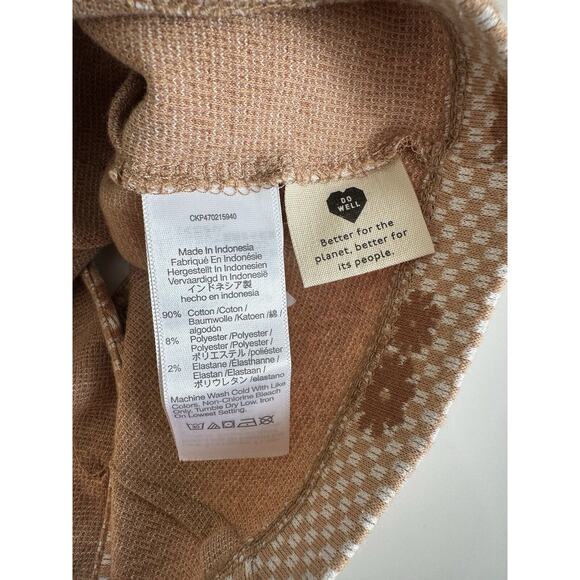 CKP470215940
Made In Indonesia
Fabriqué En Indonésie
Hergestellt In Indonesien
Vervaardigd In Indonesië
インドネシア製
hecho en indonesia
90% Cotton /Coton /
Baumwolle /Katoen /綿 /
algodón
8% Polyester /Polyester /
Polyester /Polyester /
ポリエステル /poliéster
2% Elastane /Élasthanne /
Elastan /Elastaan /
ポリウレタン /elastano
Machine Wash Cold With Like
Colors, Non-Chlorine Bleach
Only, Tumble Dry Low, Iron
On Lowest Setting.
DO
WELL
Better for the
planet, better for
its people.